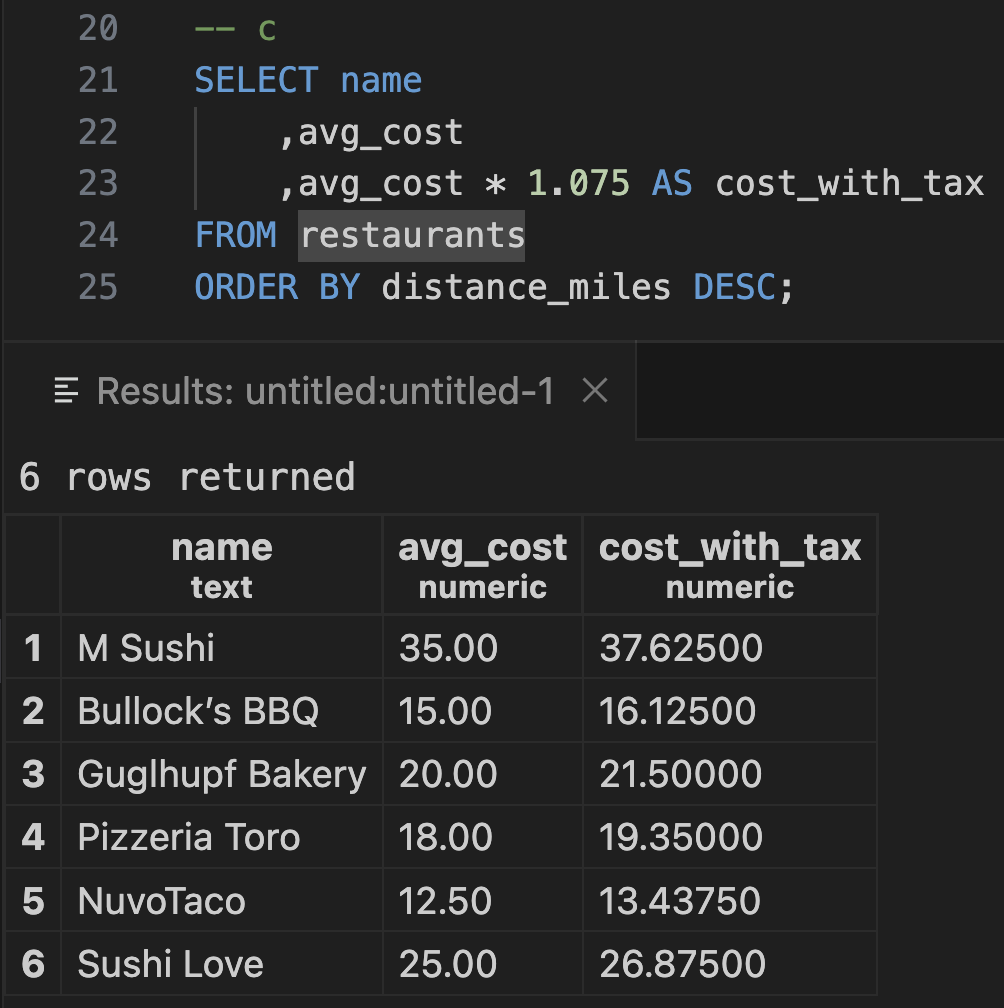 20 -- c
21 SELECT name
22 ,avg_cost
23 ,avg_cost * 1.075 AS cost_with_tax
24 FROM restaurants
25 ORDER BY distance_miles DESC;
Results: untitled:untitled-1
6 rows returned
name avg_cost cost_with_tax
text numeric numeric
1 M Sushi 35.00 37.62500
2 Bullock’s BBQ 15.00 16.12500
3 Guglhupf Bakery 20.00 21.50000
4 Pizzeria Toro 18.00 19.35000
5 NuvoTaco 12.50 13.43750
6 Sushi Love 25.00 26.87500